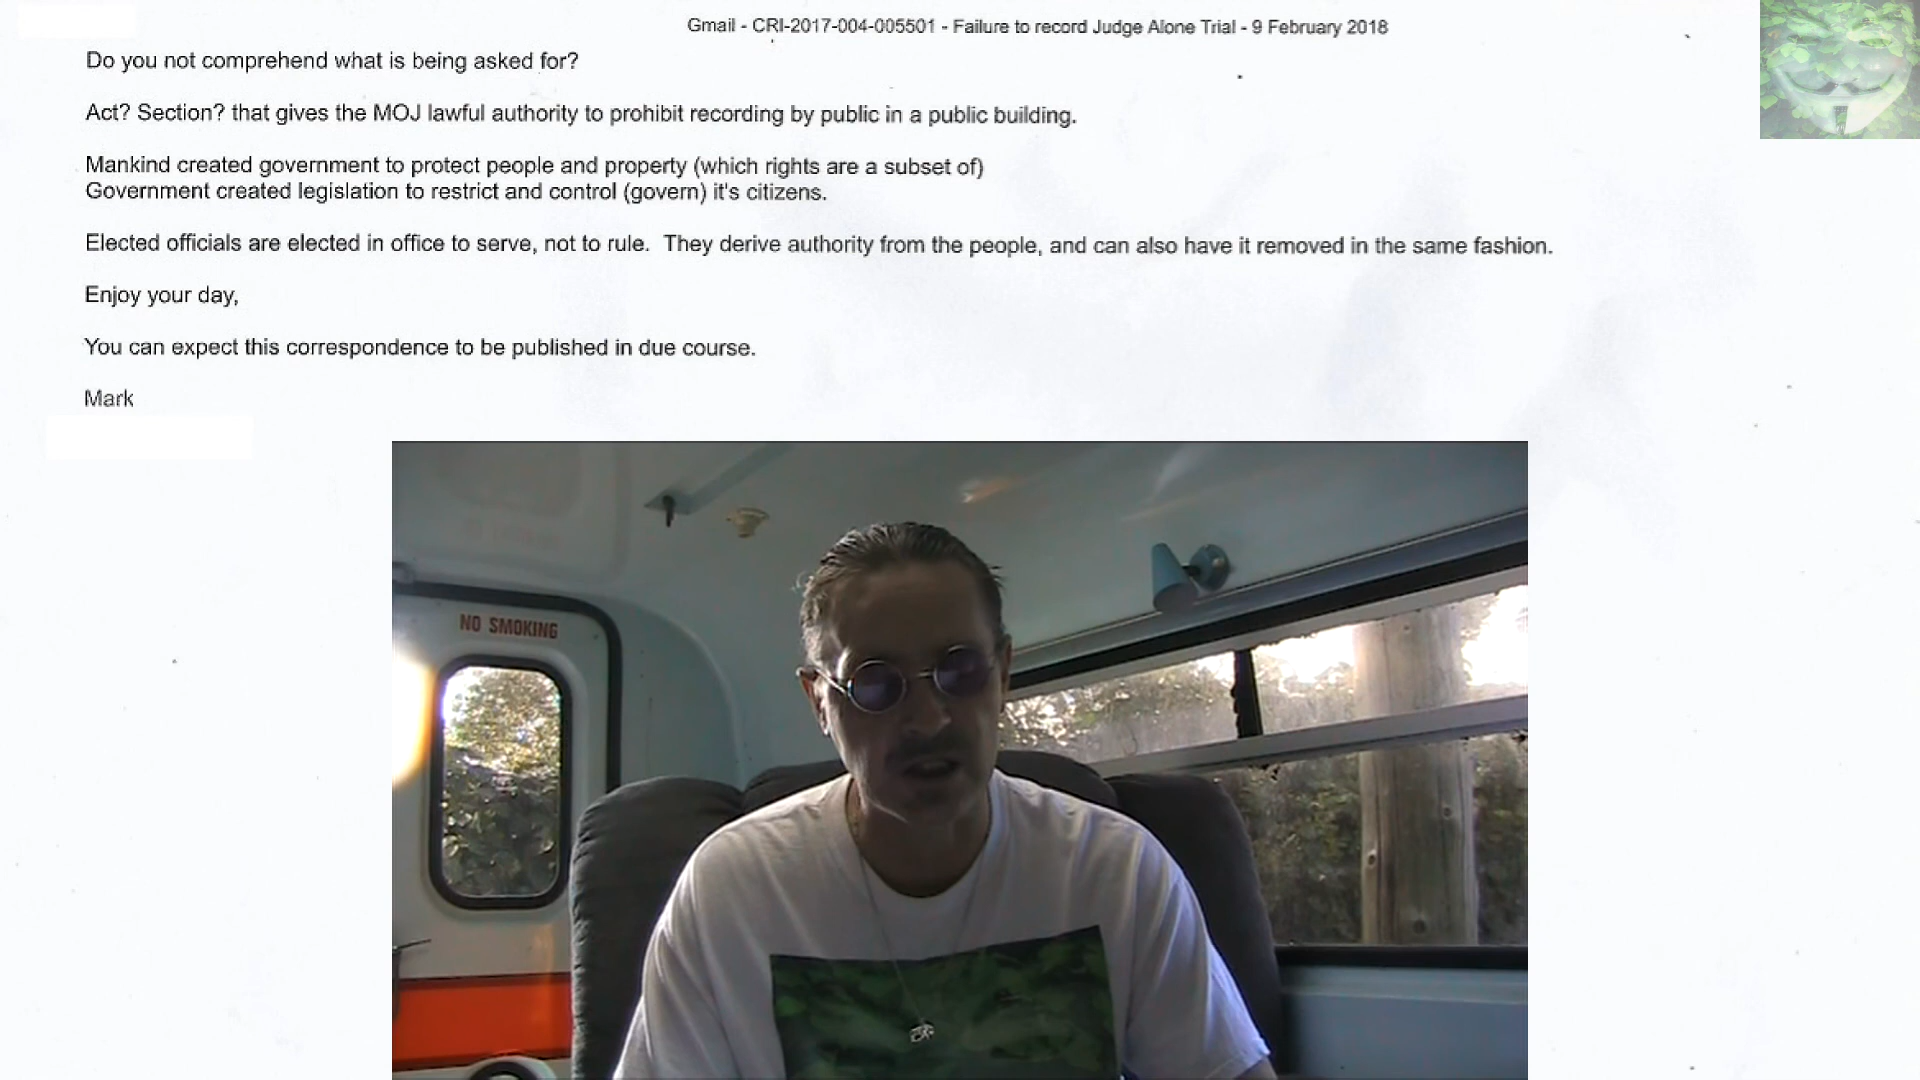 Gmail - CRI-2017-004-005501 - Failure to record Judge Alone Trial - 9 February 2018
Do you not comprehend what is being asked for?
Act? Section? that gives the MOJ lawful authority to prohibit recording by public in a public building.
Mankind created government to protect people and property (which rights are a subset of)
Government created legislation to restrict and control (govern) it's citizens.
Elected officials are elected in office to serve, not to rule.  They derive authority from the people, and can also have it removed in the same fashion.
Enjoy your day,
You can expect this correspondence to be published in due course.
Mark
NO SMOKING